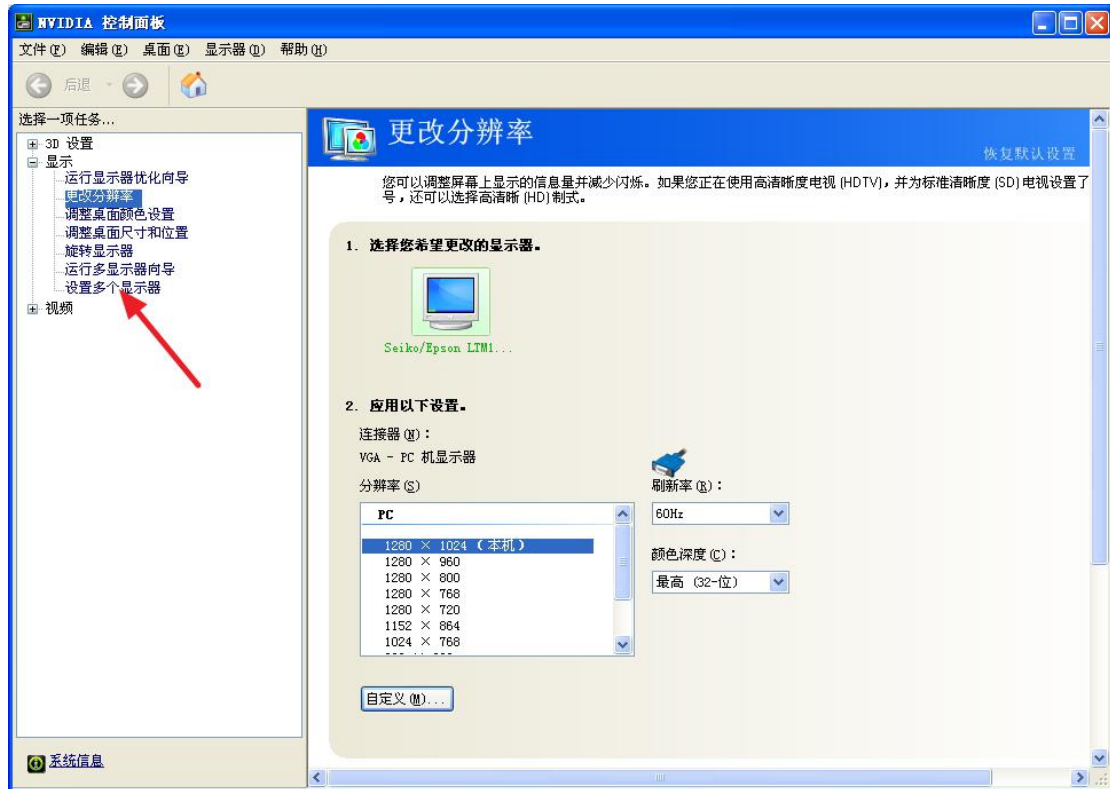 NVIDIA 控制面板
文件(F) 编辑(E) 桌面(K) 显示器(D) 帮助(H)
后退
选择一项任务...
3D 设置
显示
运行显示器优化向导
更改分辨率
调整桌面颜色设置
调整桌面尺寸和位置
旋转显示器
运行多显示器向导
设置多个显示器
视频
系统信息
更改分辨率
恢复默认设置
您可以调整屏幕上显示的信息量并减少闪烁。如果您正在使用高清晰度电视 (HDTV)，并为标准清晰度 (SD) 电视设置了
号，还可以选择高清晰 (HD) 制式。
1. 选择您希望更改的显示器。
Seiko/Epson LTM1...
2. 应用以下设置。
连接器(N)：
VGA - PC 机显示器
分辨率(S)
PC
1280 × 1024 (本机)
1280 × 960
1280 × 800
1280 × 768
1280 × 720
1152 × 864
1024 × 768
刷新率(R)：
60Hz
颜色深度(C)：
最高 (32-位)
自定义(M)...